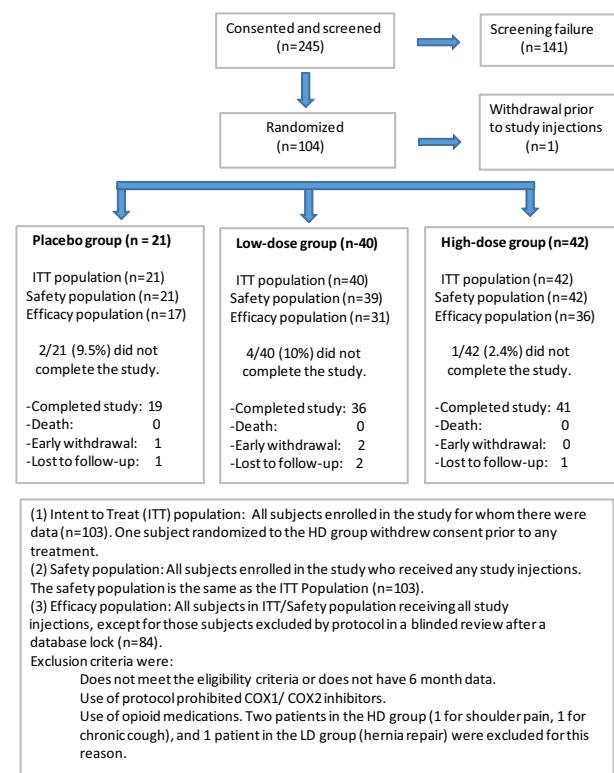 Consented and screened
(n=245)
Screening failure
(n=141)
Randomized
(n=104)
Withdrawal prior
to study injections
(n=1)
Placebo group (n = 21)
ITT population (n=21)
Safety population (n=21)
Efficacy population (n=17)
2/21 (9.5%) did not
complete the study.
-Completed study: 19
-Death: 0
-Early withdrawal: 1
-Lost to follow-up: 1
Low-dose group (n-40)
ITT population (n=40)
Safety population (n=39)
Efficacy population (n=31)
4/40 (10%) did not
complete the study.
-Completed study: 36
-Death: 0
-Early withdrawal: 2
-Lost to follow-up: 2
High-dose group (n=42)
ITT population (n=42)
Safety population (n=42)
Efficacy population (n=36)
1/42 (2.4%) did not
complete the study.
-Completed study: 41
-Death: 0
-Early withdrawal: 0
-Lost to follow-up: 1
(1) Intent to Treat (ITT) population: All subjects enrolled in the study for whom there were
data (n=103). One subject randomized to the HD group withdrew consent prior to any
treatment.
(2) Safety population: All subjects enrolled in the study who received any study injections.
The safety population is the same as the ITT Population (n=103).
(3) Efficacy population: All subjects in ITT/Safety population receiving all study
injections, except for those subjects excluded by protocol in a blinded review after a
database lock (n=84).
Exclusion criteria were:
Does not meet the eligibility criteria or does not have 6 month data.
Use of protocol prohibited COX1/ COX2 inhibitors.
Use of opioid medications. Two patients in the HD group (1 for shoulder pain, 1 for
chronic cough), and 1 patient in the LD group (hernia repair) were excluded for this
reason.